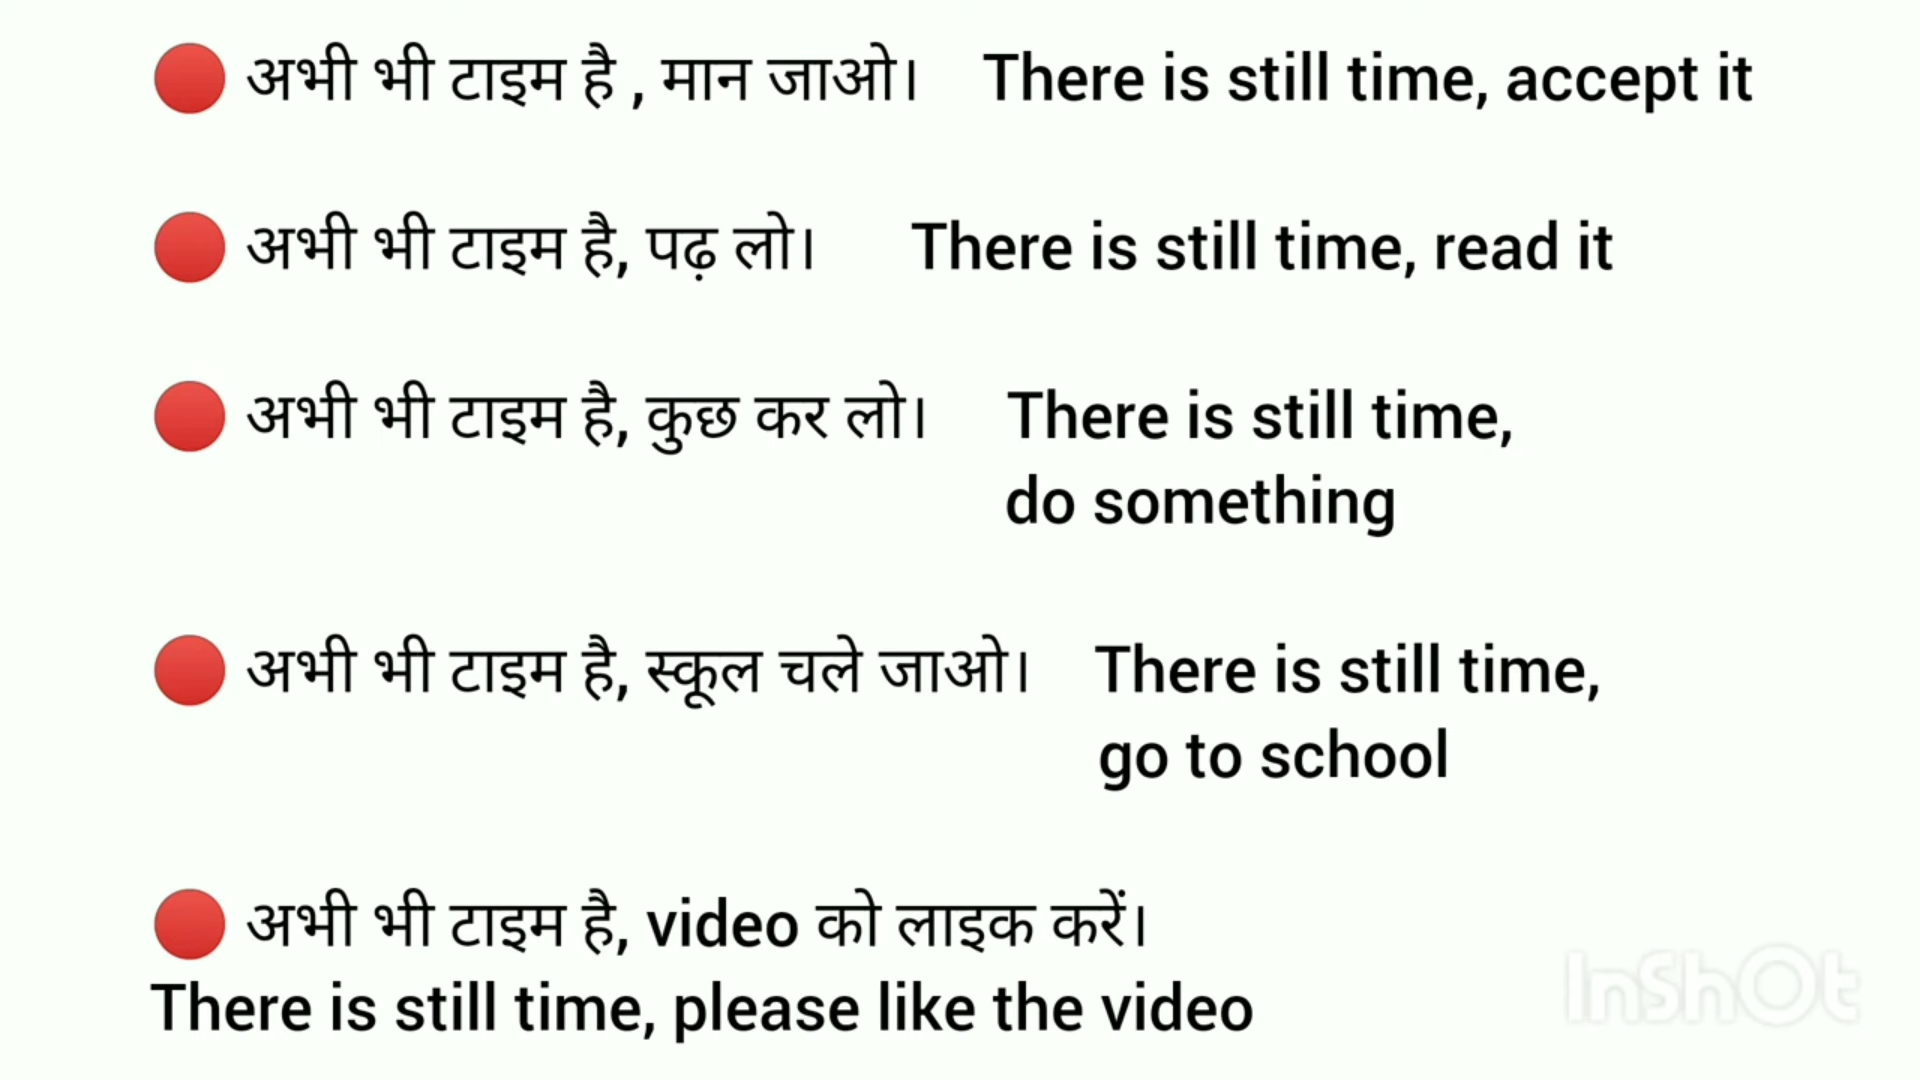 🔴 अभी भी टाइम है , मान जाओ। There is still time, accept it
🔴 अभी भी टाइम है, पढ़ लो। There is still time, read it
🔴 अभी भी टाइम है, कुछ कर लो। There is still time,
do something
🔴 अभी भी टाइम है, स्कूल चले जाओ। There is still time,
go to school
🔴 अभी भी टाइम है, video को लाइक करें।
There is still time, please like the video
InShOt